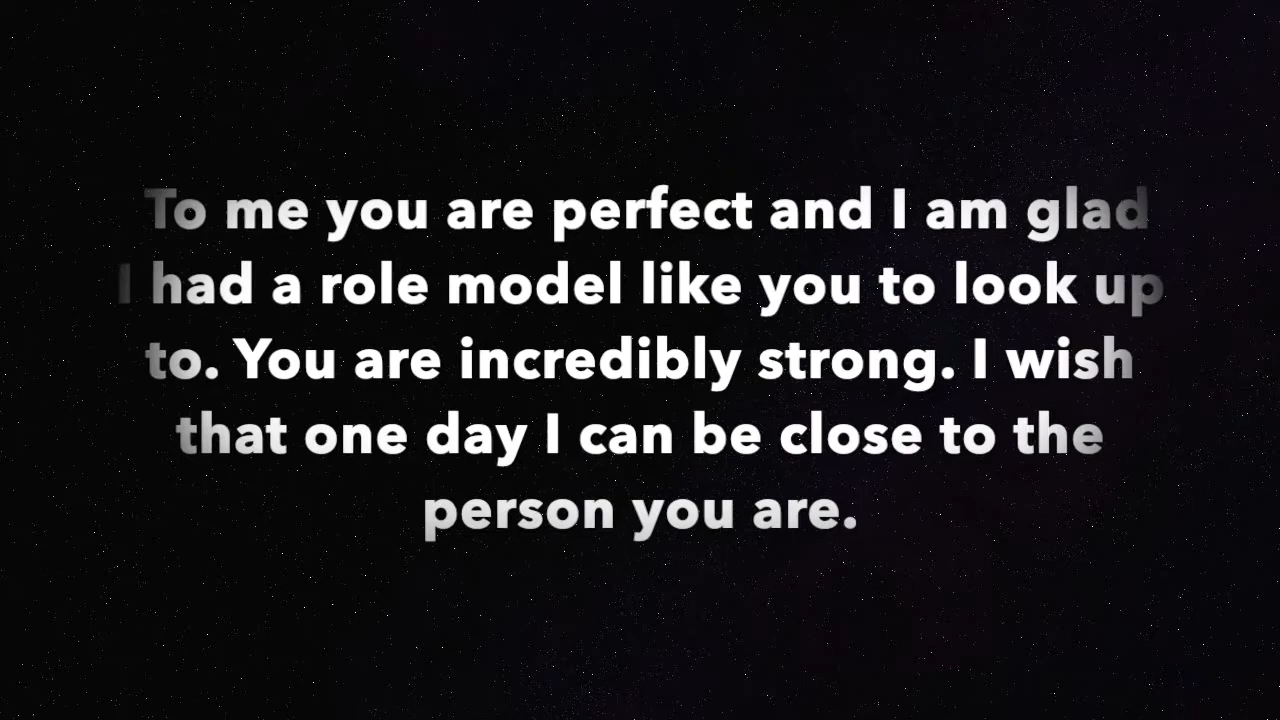 To me you are perfect and I am glad
I had a role model like you to look up
to. You are incredibly strong. I wish
that one day I can be close to the
person you are.